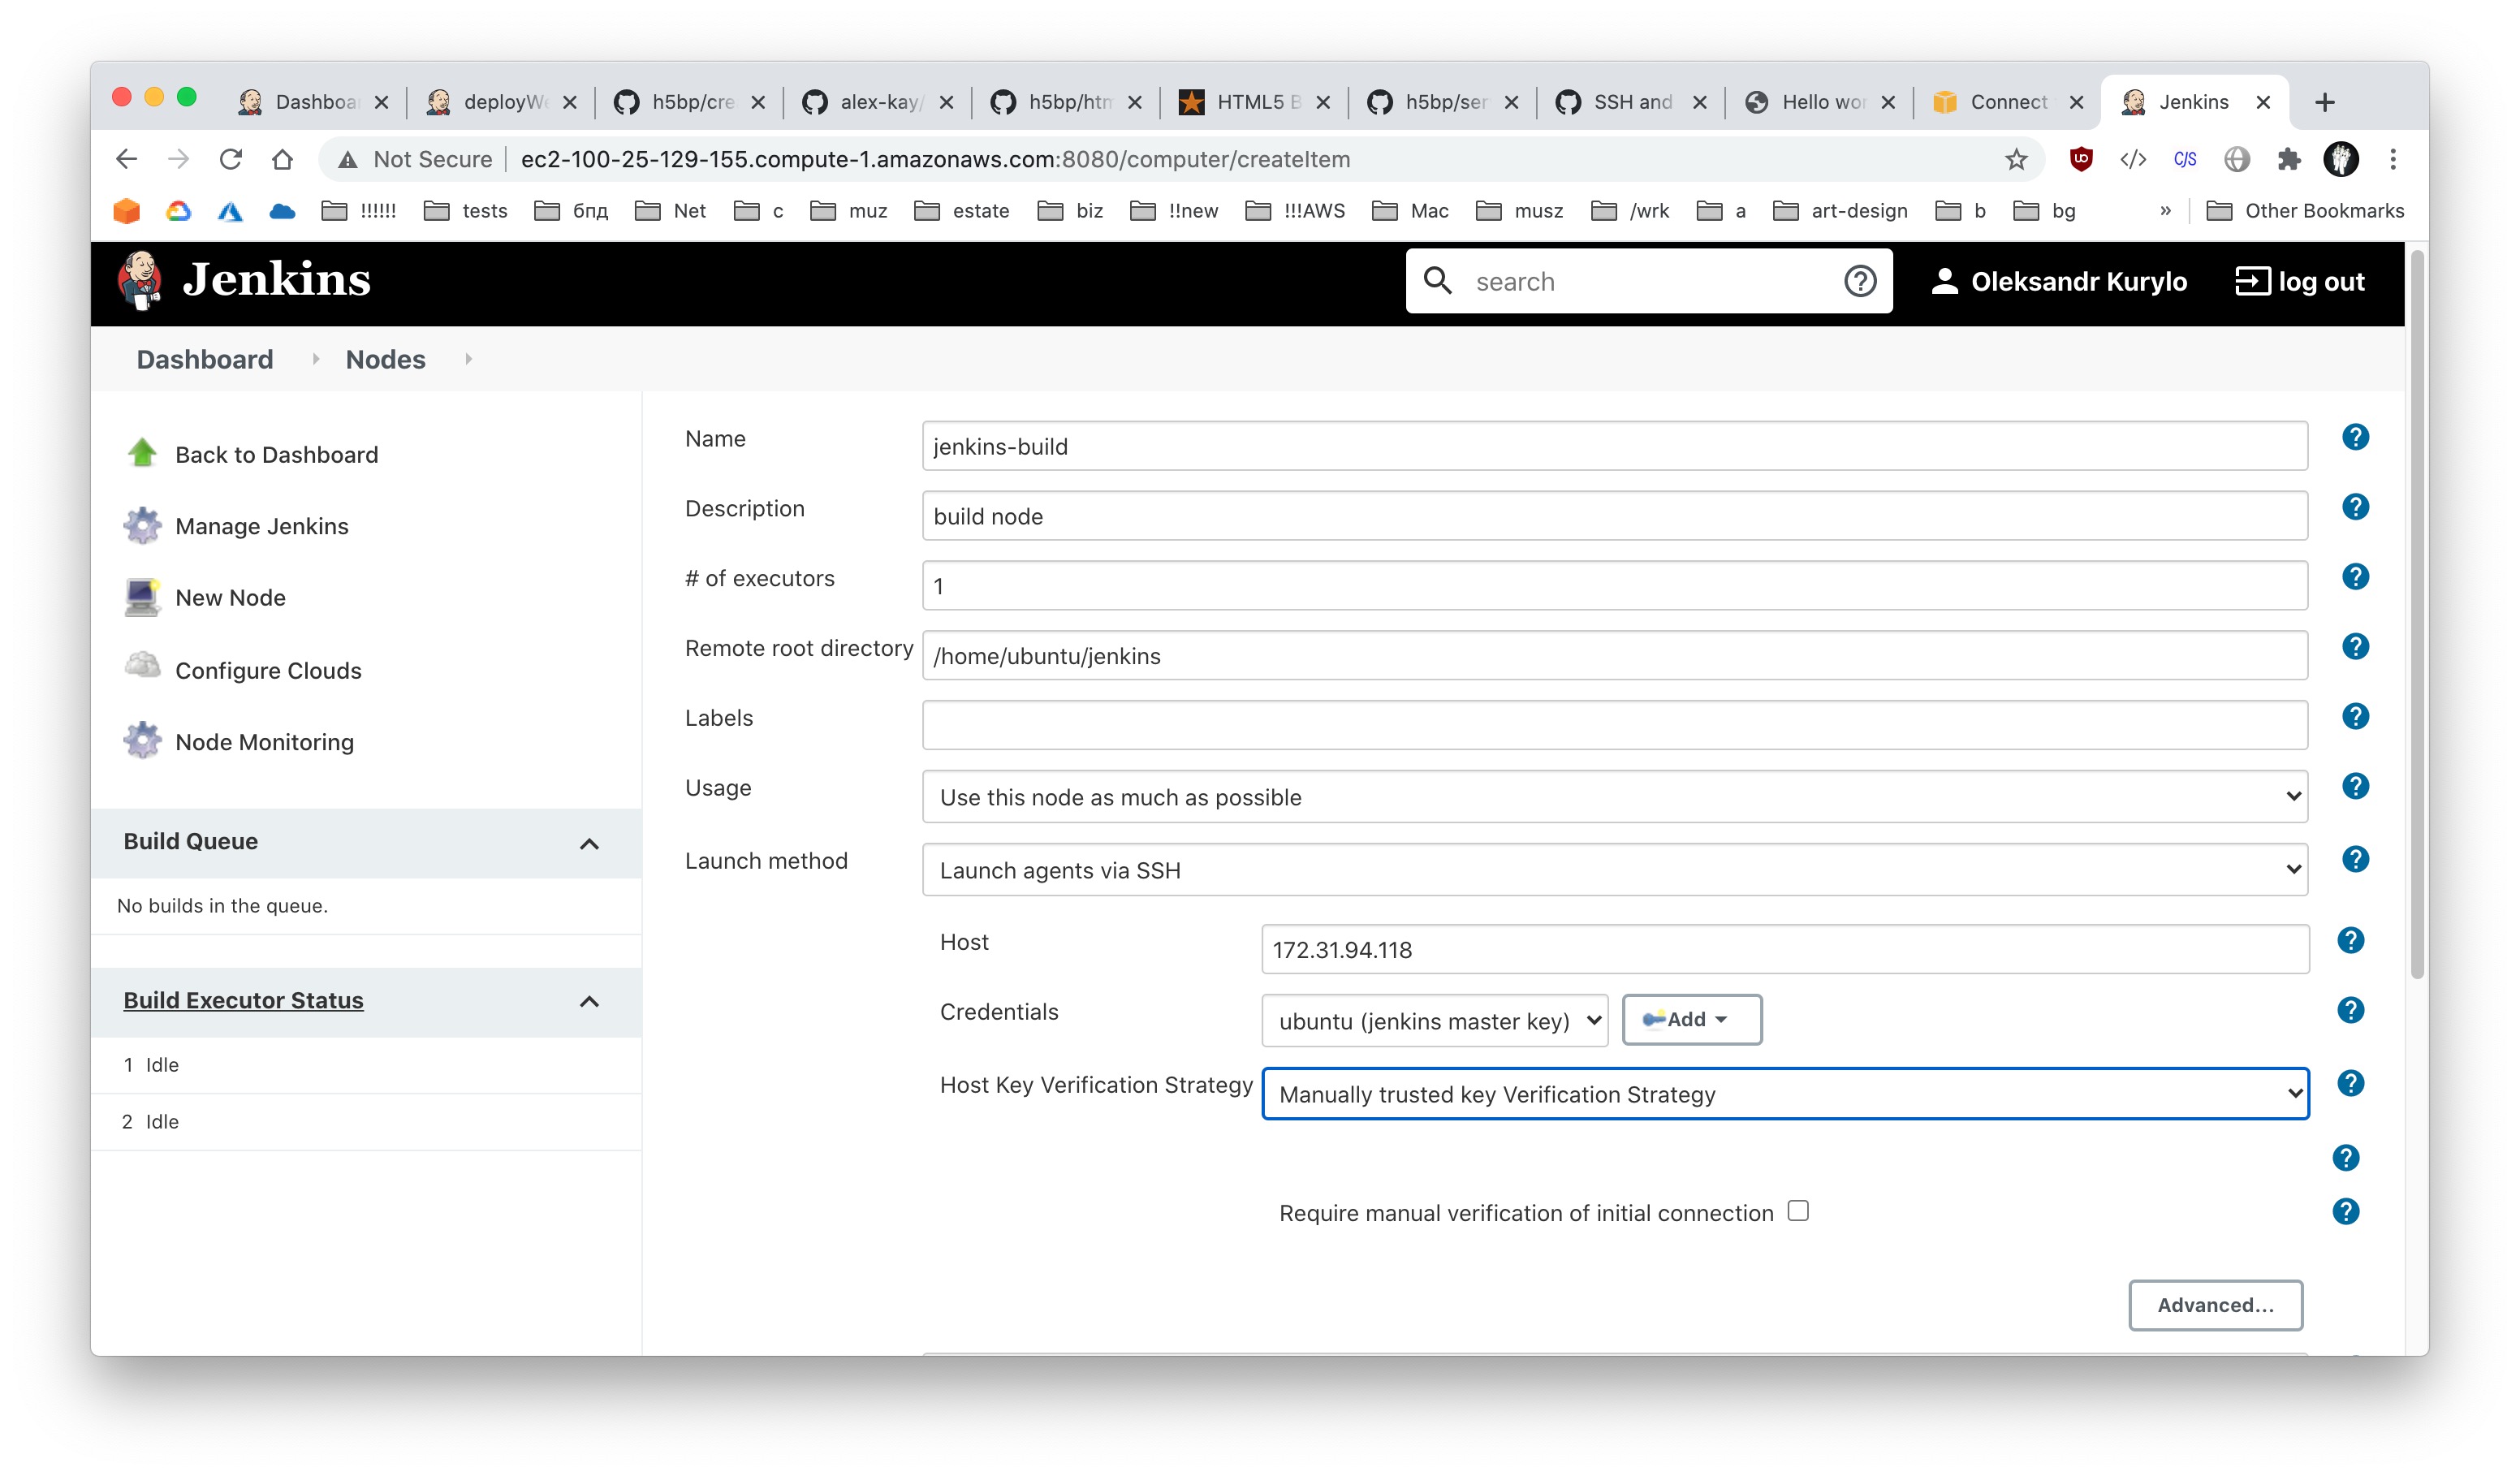 Dashboa
deployWe
h5bp/cre
alex-kay/
h5bp/htm
HTML5 B
h5bp/ser
SSH and
Hello wor
Connect
Jenkins
Not Secure
ec2-100-25-129-155.compute-1.amazonaws.com:8080/computer/createItem
C/S
!!!!!!
tests
бпд
Net
c
muz
estate
biz
!!new
!!!AWS
Mac
musz
/wrk
a
art-design
b
bg
»
Other Bookmarks
Jenkins
search
Oleksandr Kurylo
log out
Dashboard
Nodes
Back to Dashboard
Manage Jenkins
New Node
Configure Clouds
Node Monitoring
Build Queue
No builds in the queue.
Build Executor Status
1 Idle
2 Idle
Name
jenkins-build
Description
build node
# of executors
1
Remote root directory
/home/ubuntu/jenkins
Labels
Usage
Use this node as much as possible
Launch method
Launch agents via SSH
Host
172.31.94.118
Credentials
ubuntu (jenkins master key)
Add
Host Key Verification Strategy
Manually trusted key Verification Strategy
Require manual verification of initial connection
Advanced...